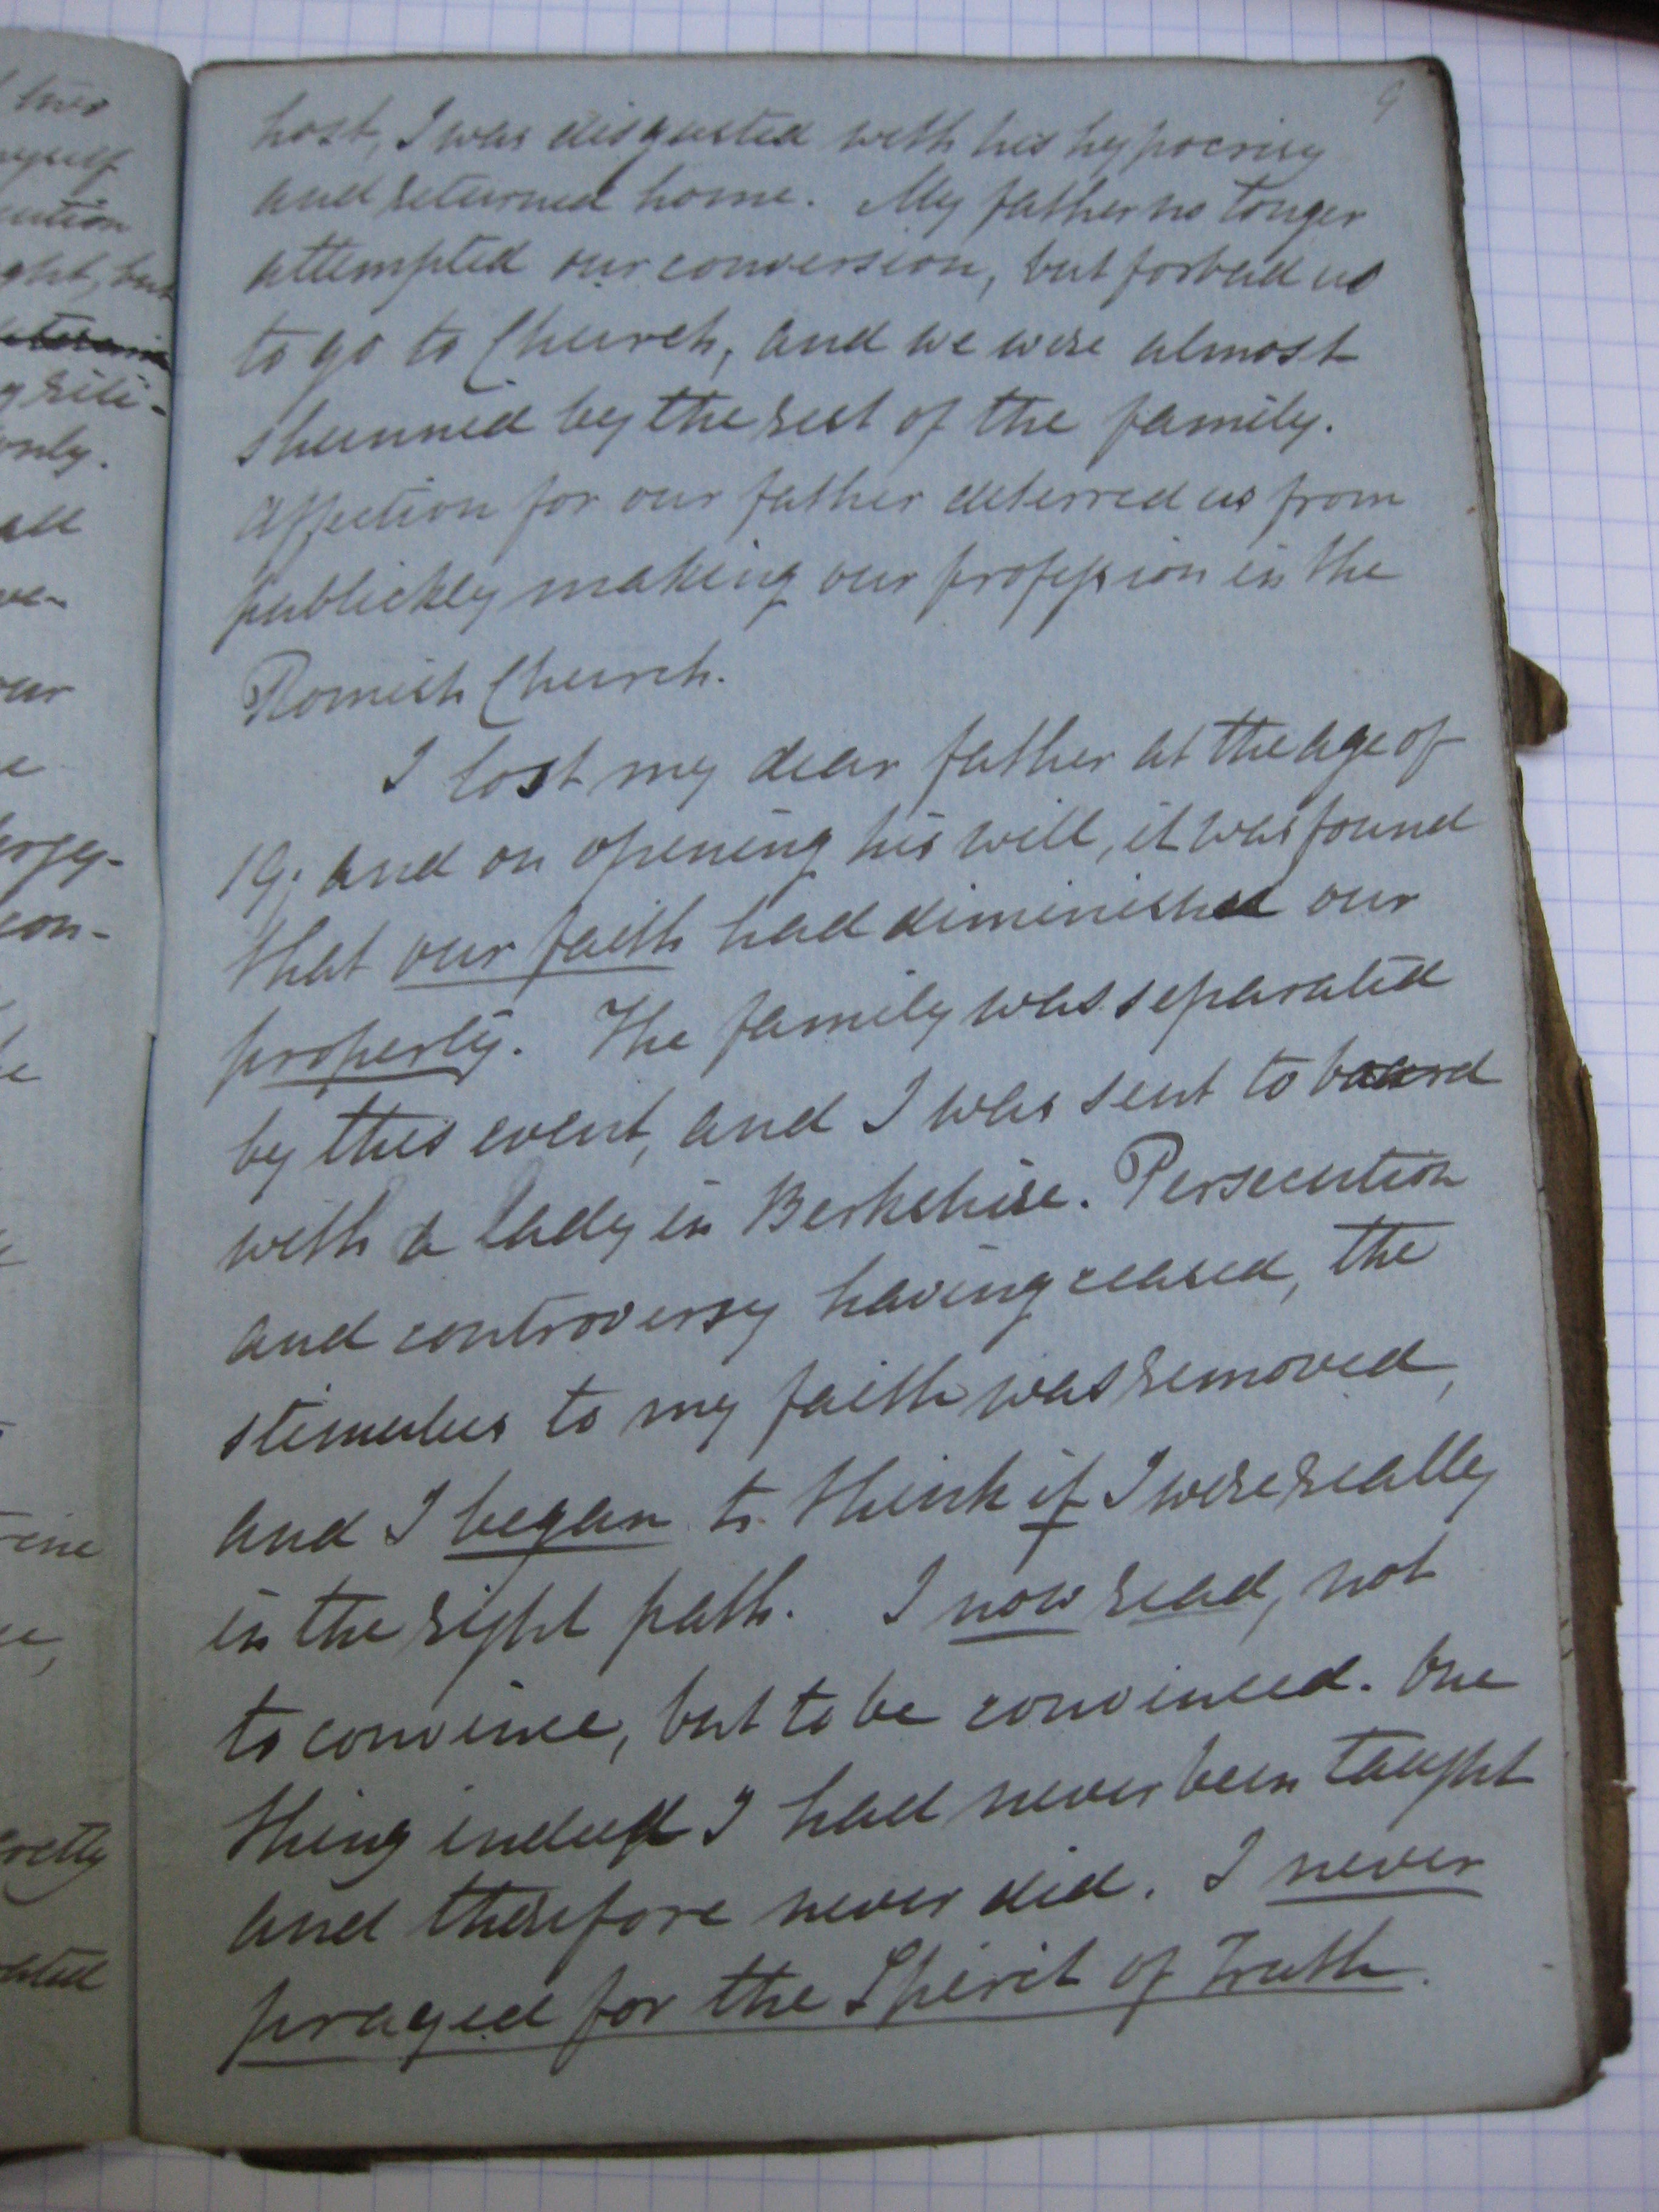 9
host, I was disgusted with his hypocrisy
and returned home. My father no longer
attempted our conversion, but forbad us
to go to Church, and we were almost
shunned by the rest of the family.
Affection for our father deterred us from
publickly making our profession in the
Romish Church.
I lost my dear father at the age of
19; and on opening his will, it was found
that our faith had diminished our
property. The family was separated
by this event, and I was sent to board
with a lady in Berkshire. Persecution
and controversy having ceased, the
stimulus to my faith was removed,
and I began to think if I were really
in the right path. I now read, not
to convince, but to be convinced. One
thing indeed I had never been taught
and therefore never did. I never
prayed for the Spirit of Truth.